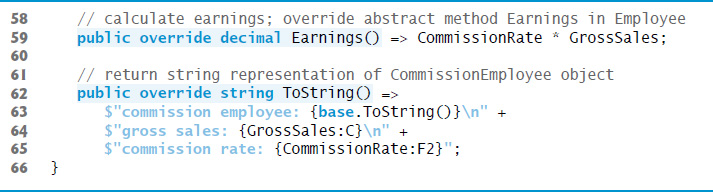 58 // calculate earnings; override abstract method Earnings in Employee
59 public override decimal Earnings() => CommissionRate * GrossSales;
60
61 // return string representation of CommissionEmployee object
62 public override string ToString() =>
63 $"commission employee: {base.ToString()}\n" +
64 $"gross sales: {GrossSales:C}\n" +
65 $"commission rate: {CommissionRate:F2}";
66 }